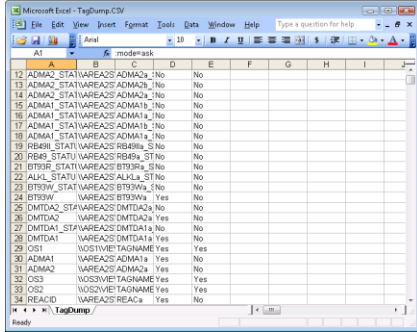 Microsoft Excel - TagDump.CSV
File Edit View Insert Format Tools Data Window Help Type a question for help
Arial 10 B I U
A1 fx :mode=ask
A B C D E F G H I
12 ADMA2_STAT \\AREA2S ADMA2a_ No No
13 ADMA2_STAT \\AREA2S ADMA2b_ No No
14 ADMA2_STAT \\AREA2S ADMA2b_ No No
15 ADMA1_STAT \\AREA2S ADMA1a_ No No
16 ADMA1_STAT \\AREA2S ADMA1a_ No No
17 ADMA1_STAT \\AREA2S ADMA1b_ No No
18 ADMA1_STAT \\AREA2S ADMA1b_ No No
19 RB49II_STATU \\AREA2S RB49IIa_S No No
20 RB49_STATU \\AREA2S RB49a_ST No No
21 BT93R_STATU \\AREA2S BT93Ra_S No No
22 ALKL_STATU \\AREA2S ALKLa_ST No No
23 BT93W_STAT \\AREA2S BT93Wa_S No No
24 BT93W \\AREA2S BT93Wa Yes No
25 DMTDA2_STA \\AREA2S DMTDA2a_ No No
26 DMTDA2 \\AREA2S DMTDA2a Yes No
27 DMTDA1_STA \\AREA2S DMTDA1a_ No No
28 DMTDA1 \\AREA2S DMTDA1a Yes No
29 OS1 \\OS1\VIE TAGNAME Yes Yes
30 ADMA1 \\AREA2S ADMA1a Yes No
31 ADMA2 \\AREA2S ADMA2a Yes No
32 OS3 \\OS3\VIE TAGNAME Yes Yes
33 OS2 \\OS2\VIE TAGNAME Yes Yes
34 REACID \\AREA2S REACa Yes No
TagDump
Ready